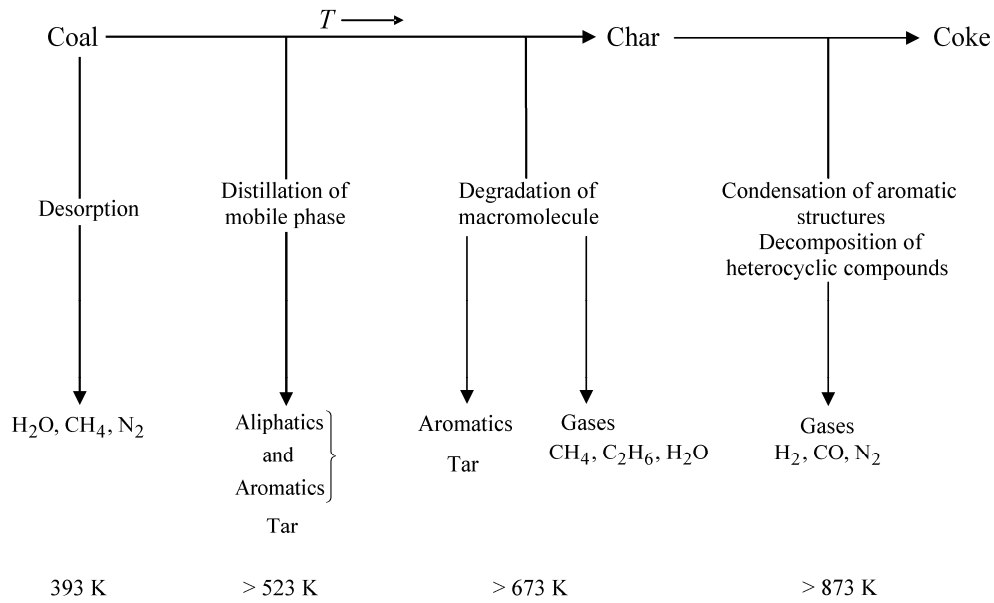 T
Coal
Char
Coke
Desorption
Distillation of
mobile phase
Degradation of
macromolecule
Condensation of aromatic
structures
Decomposition of
heterocyclic compounds
H₂O, CH₄, N₂
Aliphatics
and
Aromatics
Tar
Aromatics
Tar
Gases
CH₄, C₂H₆, H₂O
Gases
H₂, CO, N₂
393 K
> 523 K
> 673 K
> 873 K